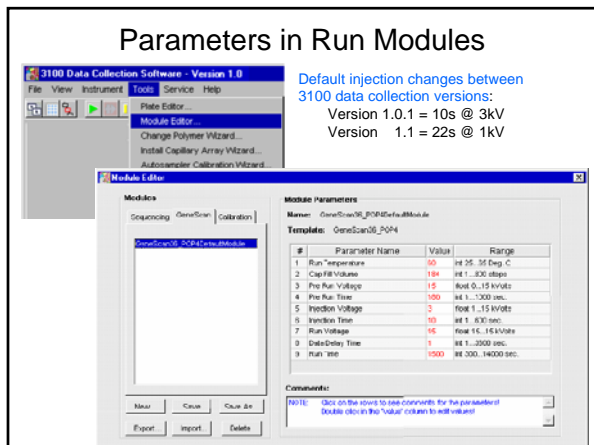 Parameters in Run Modules
3100 Data Collection Software - Version 1.0
File View Instrument Tools Service Help
Plate Editor...
Module Editor...
Change Polymer Wizard...
Install Capillary Array Wizard...
Autosampler Calibration Wizard...
Default injection changes between
3100 data collection versions:
Version 1.0.1 = 10s @ 3kV
Version 1.1 = 22s @ 1kV
Module Editor
Modules
Sequencing GeneScan Calibration
GeneScan36_POP4DefaultModule
New Save Save As
Export... Import... Delete
Module Parameters
Name: GeneScan36_POP4DefaultModule
Template: GeneScan36_POP4
# Parameter Name Value Range
1 Run Temperature 60
2 Cap Fill Volume 184 int 1...800 steps
3 Pre Run Voltage 15 float 0...15 kVolts
4 Pre Run Time 180 int 1...1000 sec.
5 Injection Voltage 3 float 1...15 kVolts
6 Injection Time 10 int 1...600 sec.
7 Run Voltage 15 float 15...15 kVolts
8 Data Delay Time 1 int 1...3600 sec.
9 Run Time 1500 int 300...14000 sec.
Comments:
NOTE: Click on the rows to see comments for the parameters!
Double click in the "value" column to edit values!